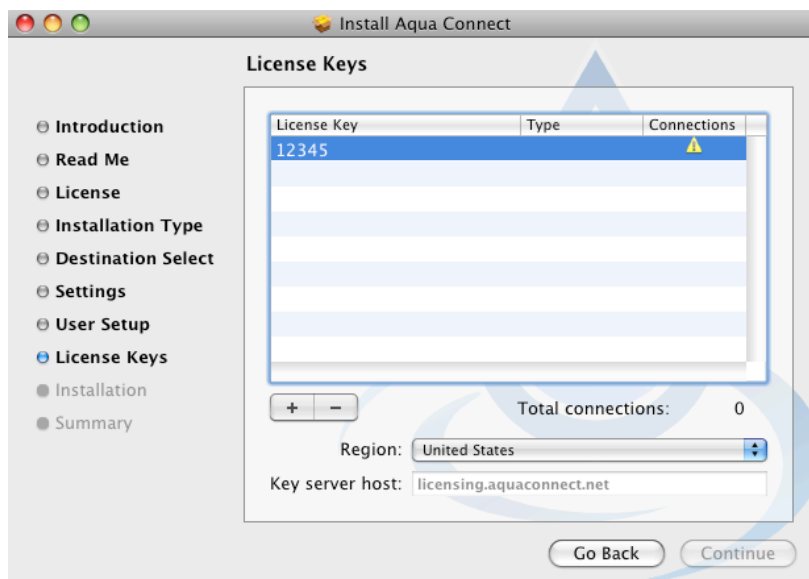 Install Aqua Connect
License Keys
Introduction
Read Me
License
Installation Type
Destination Select
Settings
User Setup
License Keys
Installation
Summary
License Key Type Connections
12345
+ − Total connections: 0
Region: United States
Key server host: licensing.aquaconnect.net
Go Back Continue